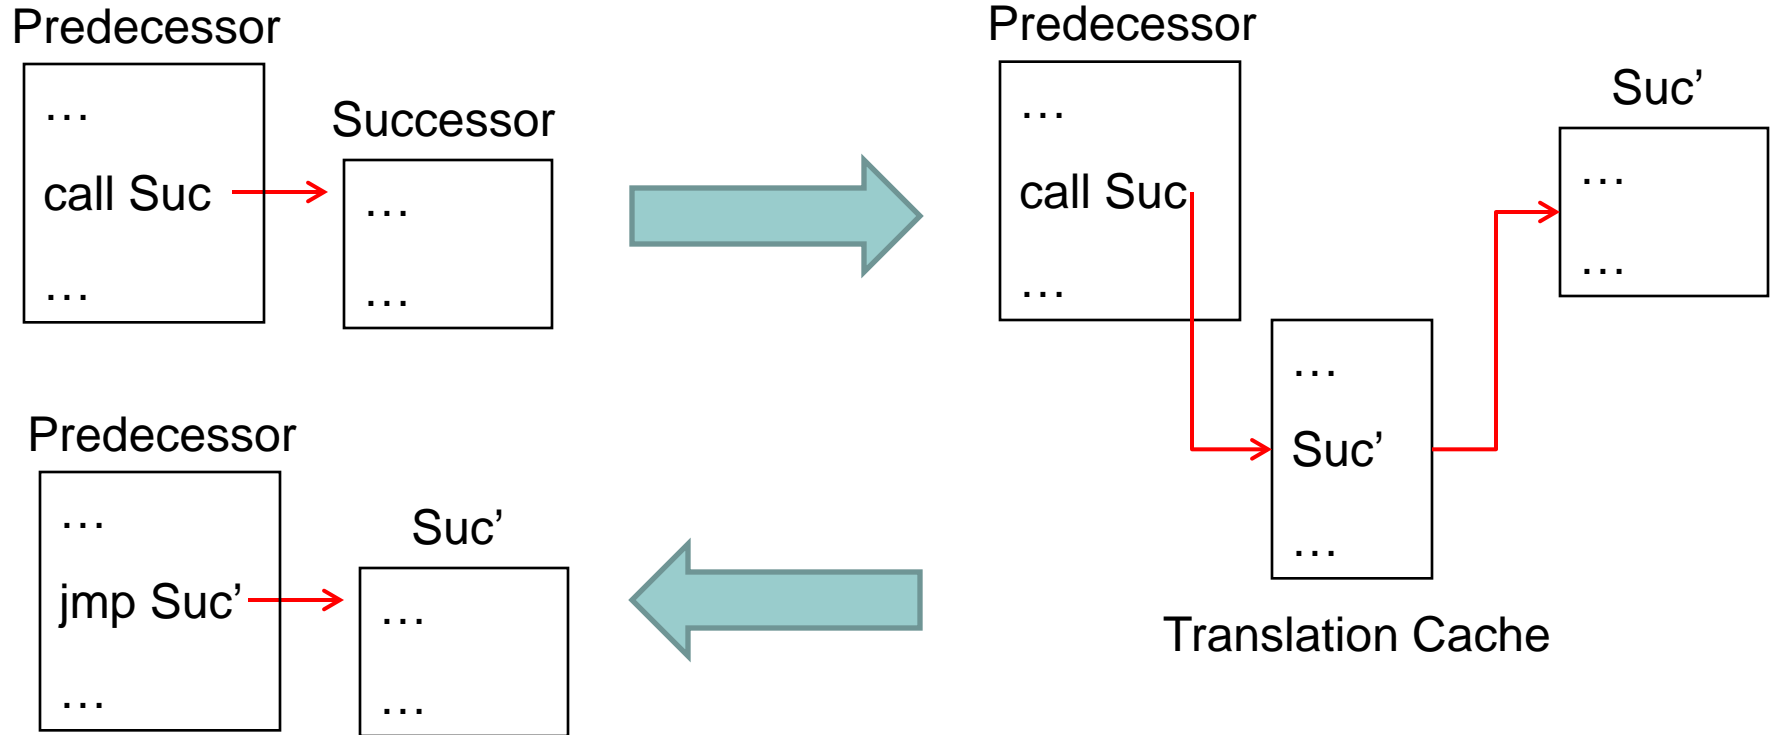 Predecessor
…
call Suc
…
Successor
…
…
Predecessor
…
call Suc
…
Suc’
…
…
…
Suc’
…
Translation Cache
Predecessor
…
jmp Suc’
…
Suc’
…
…